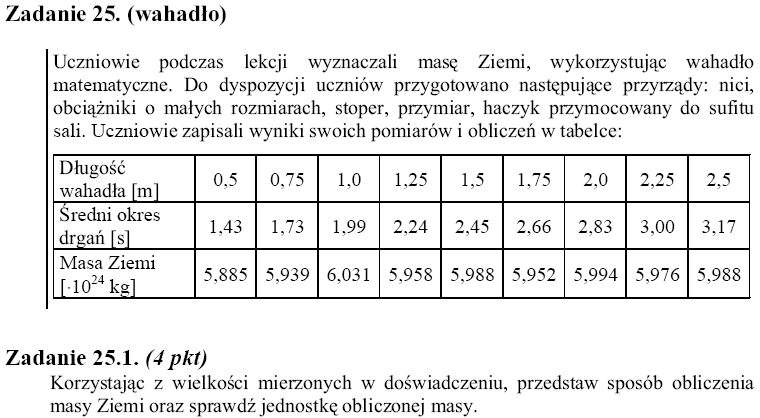 Zadanie 25. (wahadło)
Uczniowie podczas lekcji wyznaczali masę Ziemi, wykorzystując wahadło
matematyczne. Do dyspozycji uczniów przygotowano następujące przyrządy: nici,
obciążniki o małych rozmiarach, stoper, przymiar, haczyk przymocowany do sufitu
sali. Uczniowie zapisali wyniki swoich pomiarów i obliczeń w tabelce:
Długość
wahadła [m] 0,5 0,75 1,0 1,25 1,5 1,75 2,0 2,25 2,5
Średni okres
drgań [s] 1,43 1,73 1,99 2,24 2,45 2,66 2,83 3,00 3,17
Masa Ziemi
[·10²⁴ kg] 5,885 5,939 6,031 5,958 5,988 5,952 5,994 5,976 5,988
Zadanie 25.1. (4 pkt)
Korzystając z wielkości mierzonych w doświadczeniu, przedstaw sposób obliczenia
masy Ziemi oraz sprawdź jednostkę obliczonej masy.